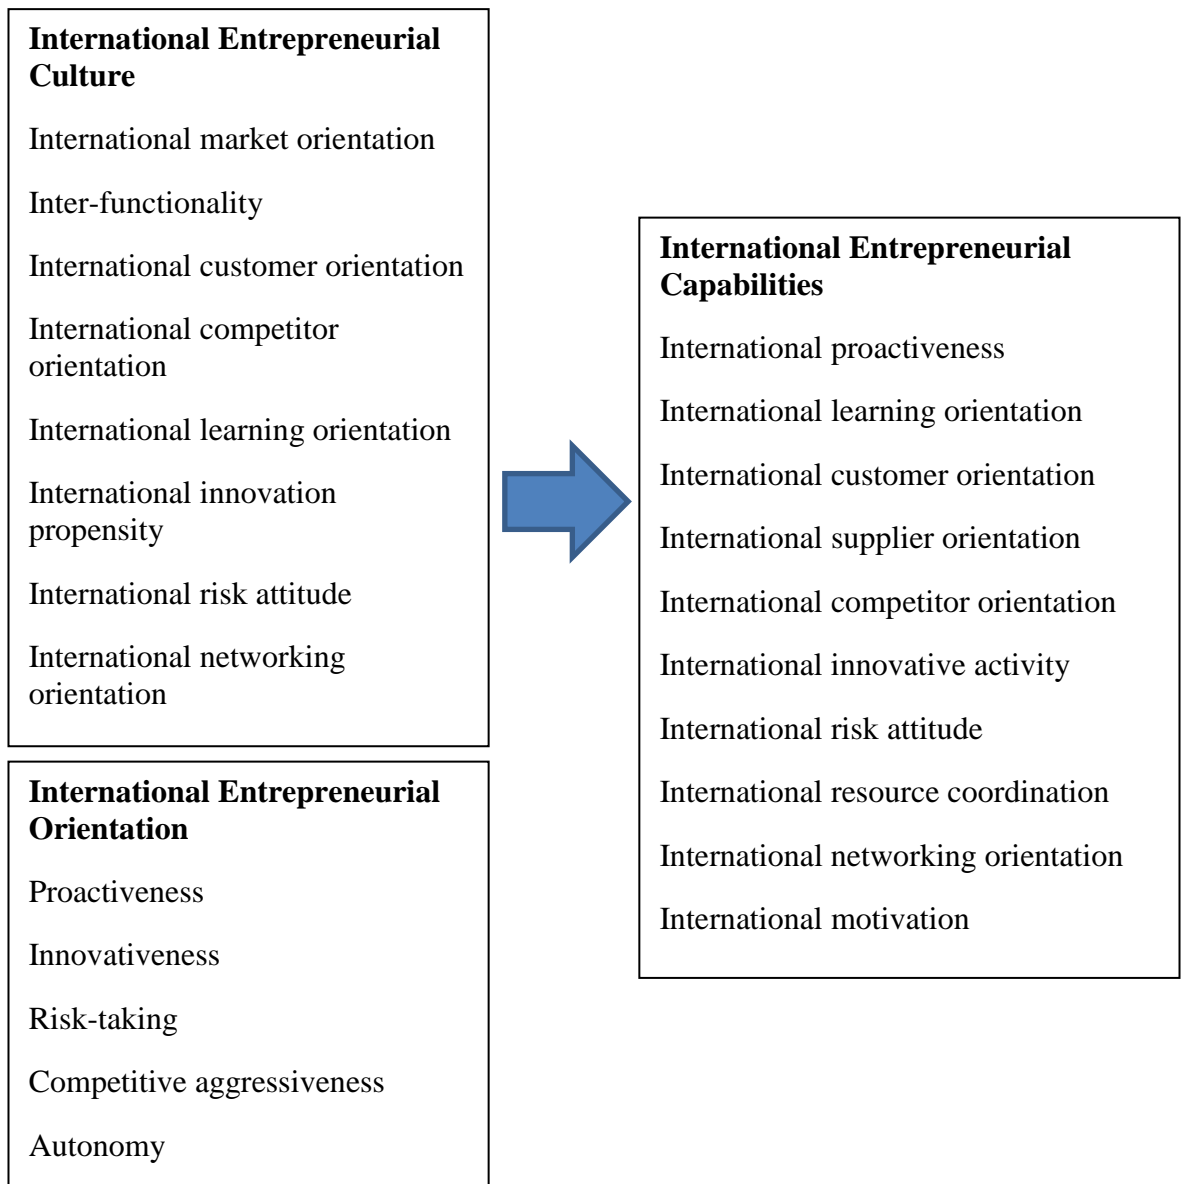 International Entrepreneurial
Culture
International market orientation
Inter-functionality
International customer orientation
International competitor
orientation
International learning orientation
International innovation
propensity
International risk attitude
International networking
orientation
International Entrepreneurial
Orientation
Proactiveness
Innovativeness
Risk-taking
Competitive aggressiveness
Autonomy
International Entrepreneurial
Capabilities
International proactiveness
International learning orientation
International customer orientation
International supplier orientation
International competitor orientation
International innovative activity
International risk attitude
International resource coordination
International networking orientation
International motivation